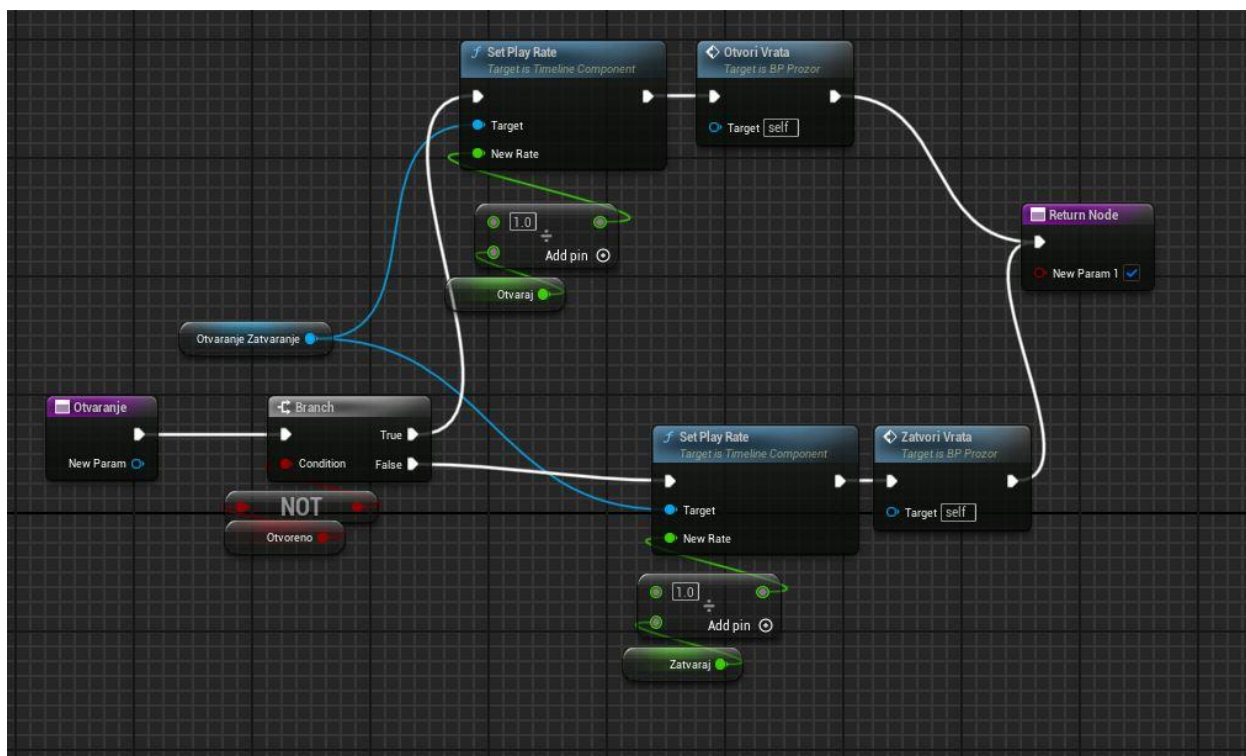 Set Play Rate
Target is Timeline Component
Target
New Rate
Otvori Vrata
Target is BP Prozor
Target self
1.0
÷
Add pin
Otvaraj
Return Node
New Param 1
Otvaranje Zatvaranje
Otvaranje
New Param
Branch
True
Condition
False
NOT
Otvoreno
Set Play Rate
Target is Timeline Component
Target
New Rate
Zatvori Vrata
Target is BP Prozor
Target self
1.0
÷
Add pin
Zatvaraj